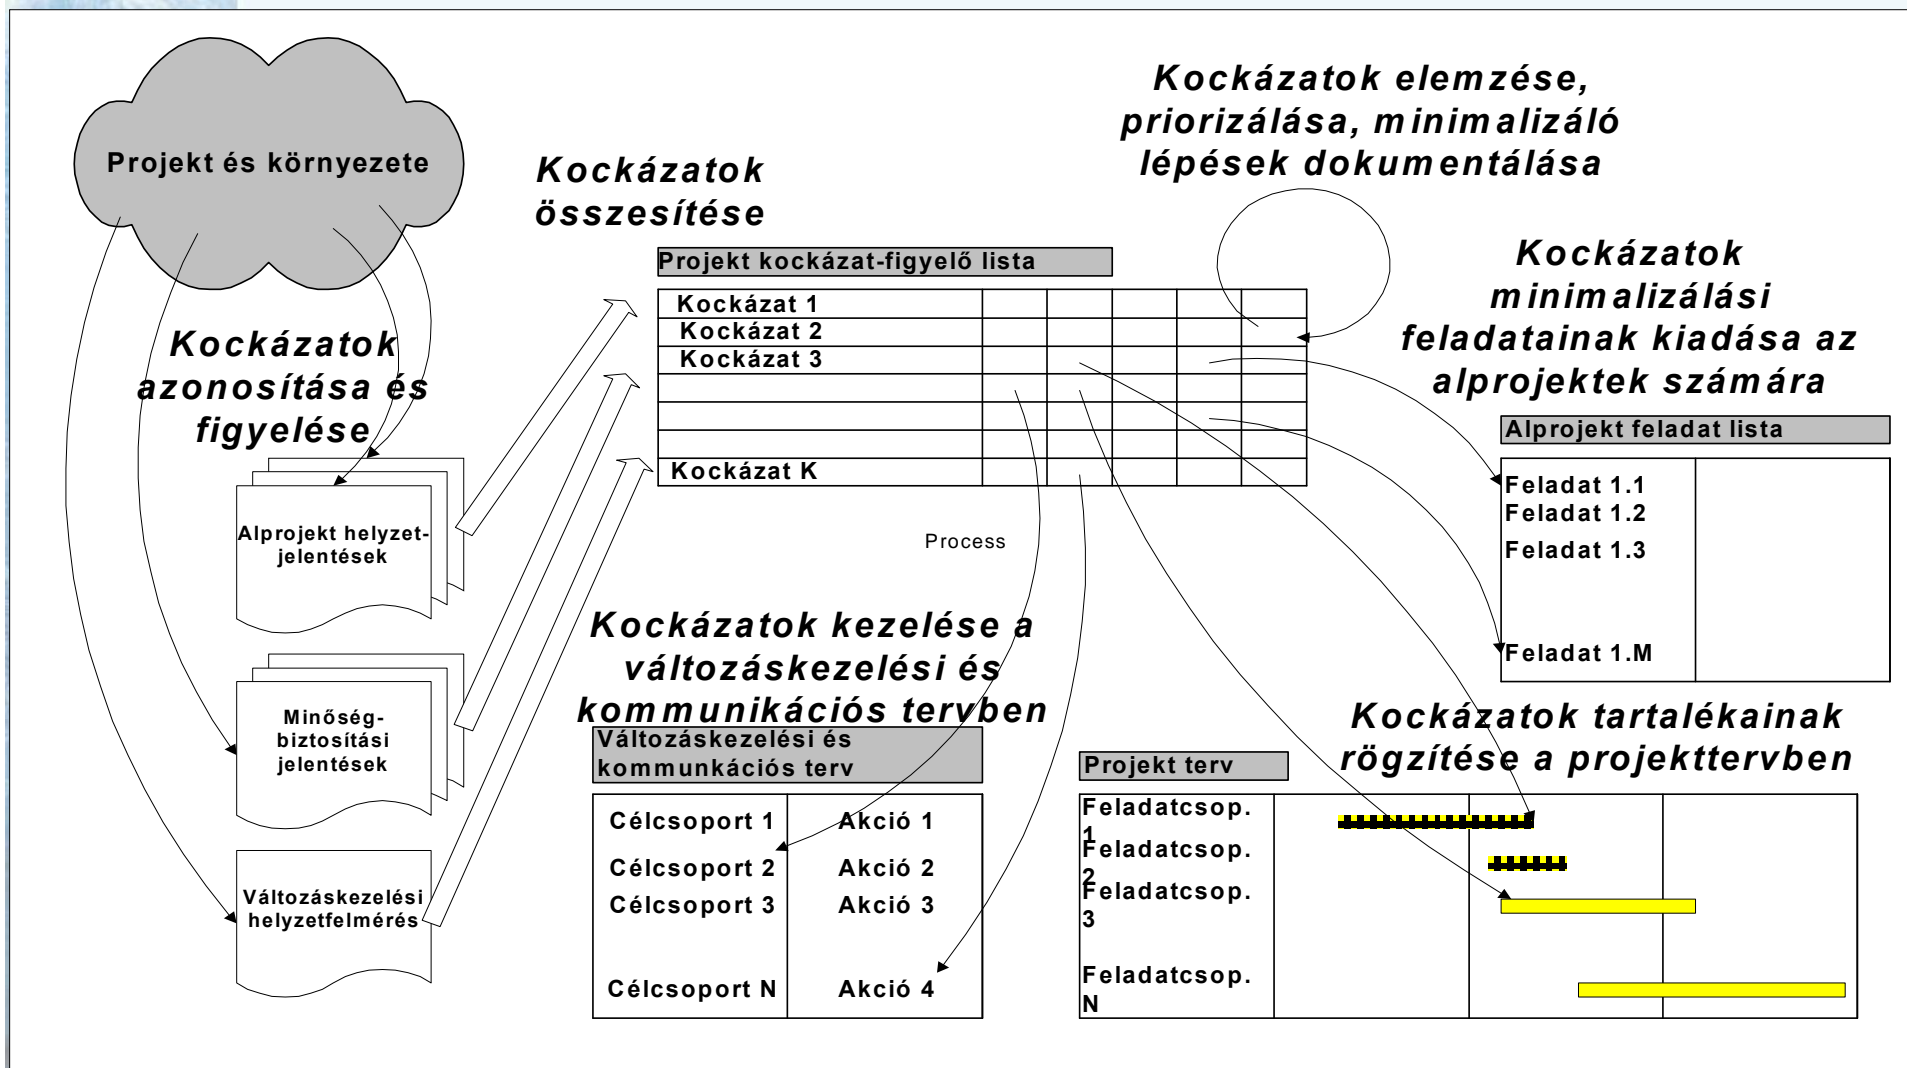 Projekt és környezete
Kockázatok
azonosítása és
figyelése
Alprojekt helyzet-
jelentések
Minőség-
biztosítási
jelentések
Változáskezelési
helyzetfelmérés
Kockázatok
összesítése
Kockázatok elemzése,
priorizálása, minimalizáló
lépések dokumentálása
Projekt kockázat-figyelő lista
Kockázat 1
Kockázat 2
Kockázat 3
Kockázat K
Process
Kockázatok
minimalizálási
feladatainak kiadása az
alprojektek számára
Alprojekt feladat lista
Feladat 1.1
Feladat 1.2
Feladat 1.3
Feladat 1.M
Kockázatok kezelése a
változáskezelési és
kommunikációs tervben
Változáskezelési és
kommunkációs terv
Célcsoport 1 Akció 1
Célcsoport 2 Akció 2
Célcsoport 3 Akció 3
Célcsoport N Akció 4
Kockázatok tartalékainak
rögzítése a projekttervben
Projekt terv
Feladatcsop.
1
Feladatcsop.
2
Feladatcsop.
3
Feladatcsop.
N